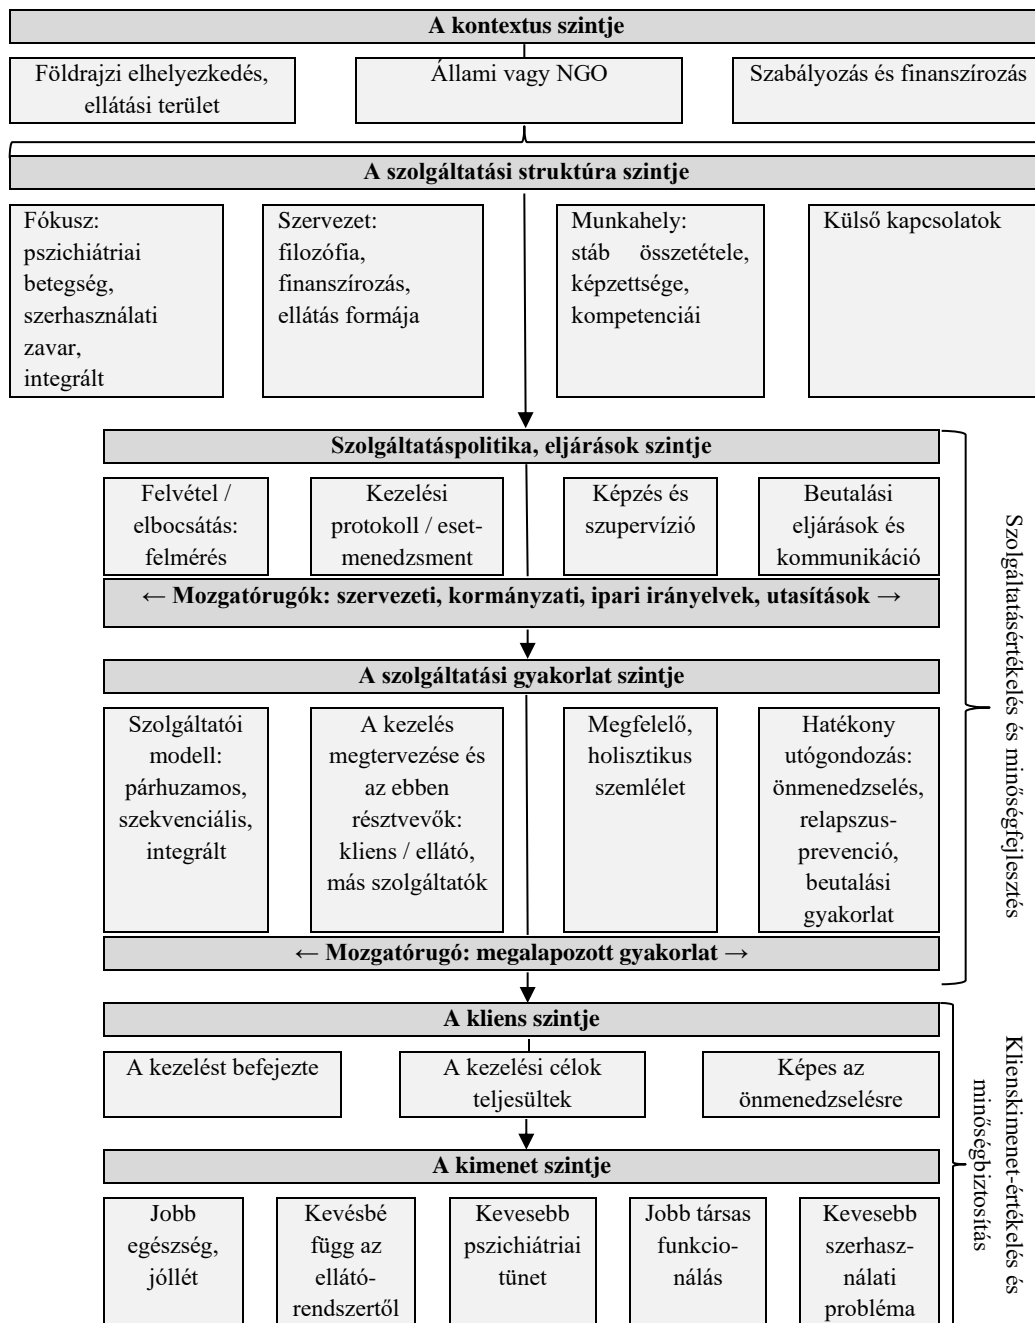 A kontextus szintje
Földrajzi elhelyezkedés,
ellátási terület
Állami vagy NGO
Szabályozás és finanszírozás
A szolgáltatási struktúra szintje
Fókusz:
pszichiátriai
betegség,
szerhasználati
zavar,
integrált
Szervezet:
filozófia,
finanszírozás,
ellátás formája
Munkahely:
stáb összetétele,
képzettsége,
kompetenciái
Külső kapcsolatok
Szolgáltatáspolitika, eljárások szintje
Felvétel /
elbocsátás:
felmérés
Kezelési
protokoll / eset-
menedzsment
Képzés és
szupervízió
Beutalási
eljárások és
kommunikáció
← Mozgatórugók: szervezeti, kormányzati, ipari irányelvek, utasítások →
A szolgáltatási gyakorlat szintje
Szolgáltatói
modell:
párhuzamos,
szekvenciális,
integrált
A kezelés
megtervezése és
az ebben
résztvevők:
kliens / ellátó,
más szolgáltatók
Megfelelő,
holisztikus
szemlélet
Hatékony
utógondozás:
önmenedzselés,
relapszus-
prevenció,
beutalási
gyakorlat
← Mozgatórugó: megalapozott gyakorlat →
Szolgáltatásértékelés és minőségfejlesztés
A kliens szintje
A kezelést befejezte
A kezelési célok
teljesültek
Képes az
önmenedzselésre
A kimenet szintje
Jobb
egészség,
jóllét
Kevésbé
függ az
ellátó-
rendszertől
Kevesebb
pszichiátriai
tünet
Jobb társas
funkcio-
nálás
Kevesebb
szerhasz-
nálati
probléma
Klienskimenet-értékelés és
minőségbiztosítás